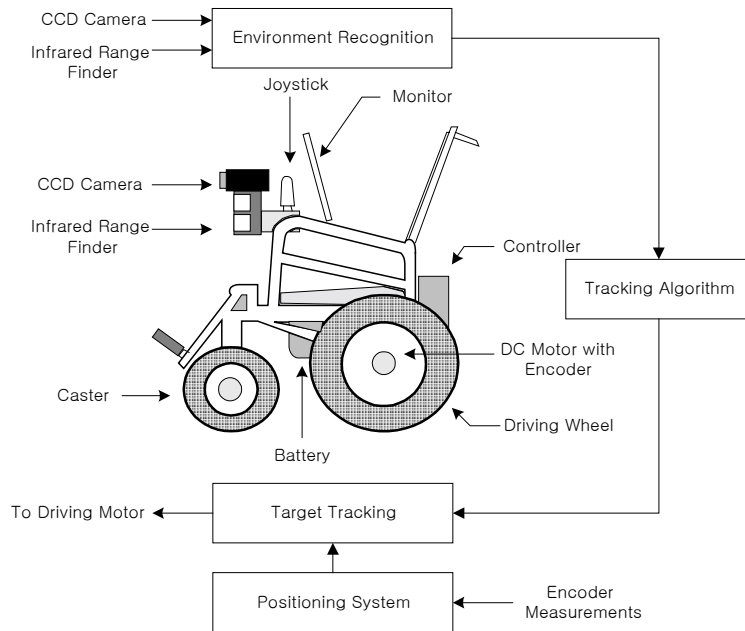 CCD Camera
Environment Recognition
Infrared Range
Finder
Joystick
Monitor
CCD Camera
Infrared Range
Finder
Controller
Tracking Algorithm
DC Motor with
Encoder
Caster
Driving Wheel
Battery
To Driving Motor
Target Tracking
Positioning System
Encoder
Measurements